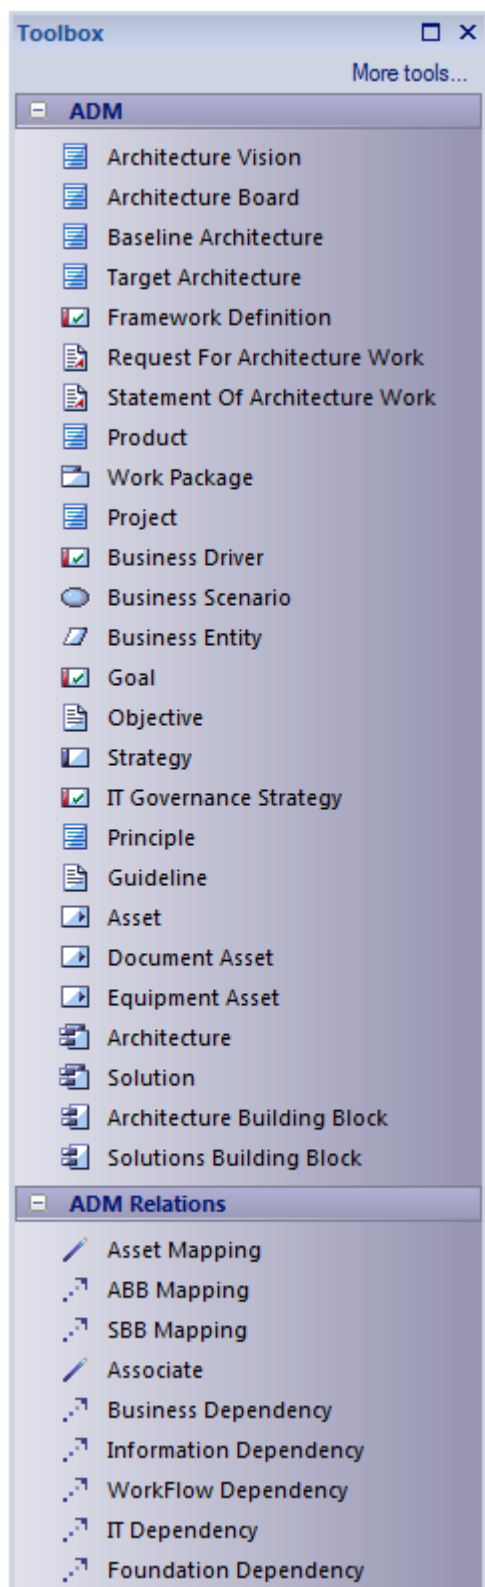 Toolbox
More tools...
ADM
Architecture Vision
Architecture Board
Baseline Architecture
Target Architecture
Framework Definition
Request For Architecture Work
Statement Of Architecture Work
Product
Work Package
Project
Business Driver
Business Scenario
Business Entity
Goal
Objective
Strategy
IT Governance Strategy
Principle
Guideline
Asset
Document Asset
Equipment Asset
Architecture
Solution
Architecture Building Block
Solutions Building Block
ADM Relations
Asset Mapping
ABB Mapping
SBB Mapping
Associate
Business Dependency
Information Dependency
WorkFlow Dependency
IT Dependency
Foundation Dependency